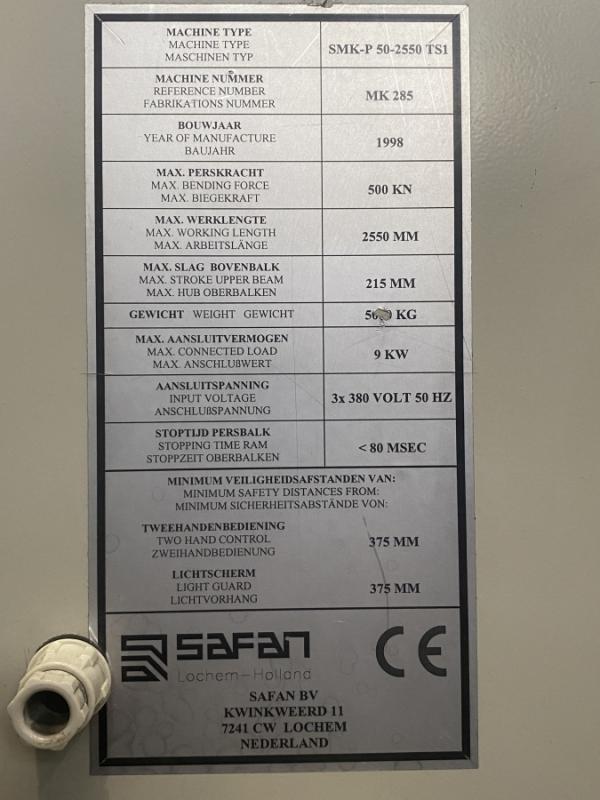 MACHINE TYPE
MACHINE TYPE
MASCHINEN TYP
SMK-P 50-2550 TS1
MACHINE NUMMER
REFERENCE NUMBER
FABRIKATIONS NUMMER
MK 285
BOUWJAAR
YEAR OF MANUFACTURE
BAUJAHR
1998
MAX. PERSKRACHT
MAX. BENDING FORCE
MAX. BIEGEKRAFT
500 KN
MAX. WERKLENGTE
MAX. WORKING LENGTH
MAX. ARBEITSLÄNGE
2550 MM
MAX. SLAG BOVENBALK
MAX. STROKE UPPER BEAM
MAX. HUB OBERBALKEN
215 MM
GEWICHT WEIGHT GEWICHT
KG
MAX. AANSLUITVERMOGEN
MAX. CONNECTED LOAD
MAX. ANSCHLUßWERT
9 KW
AANSLUITSPANNING
INPUT VOLTAGE
ANSCHLUßSPANNUNG
3x 380 VOLT 50 HZ
STOPTIJD PERSBALK
STOPPING TIME RAM
STOPPZEIT OBERBALKEN
< 80 MSEC
MINIMUM VEILIGHEIDSAFSTANDEN VAN:
MINIMUM SAFETY DISTANCES FROM:
MINIMUM SICHERHEITSABSTÄNDE VON:
TWEEHANDENBEDIENING
TWO HAND CONTROL
ZWEIHANDBEDIENUNG
375 MM
LICHTSCHERM
LIGHT GUARD
LICHTVORHANG
375 MM
SAFAN
Lochem-Holland
CE
SAFAN BV
KWINKWEERD 11
7241 CW LOCHEM
NEDERLAND